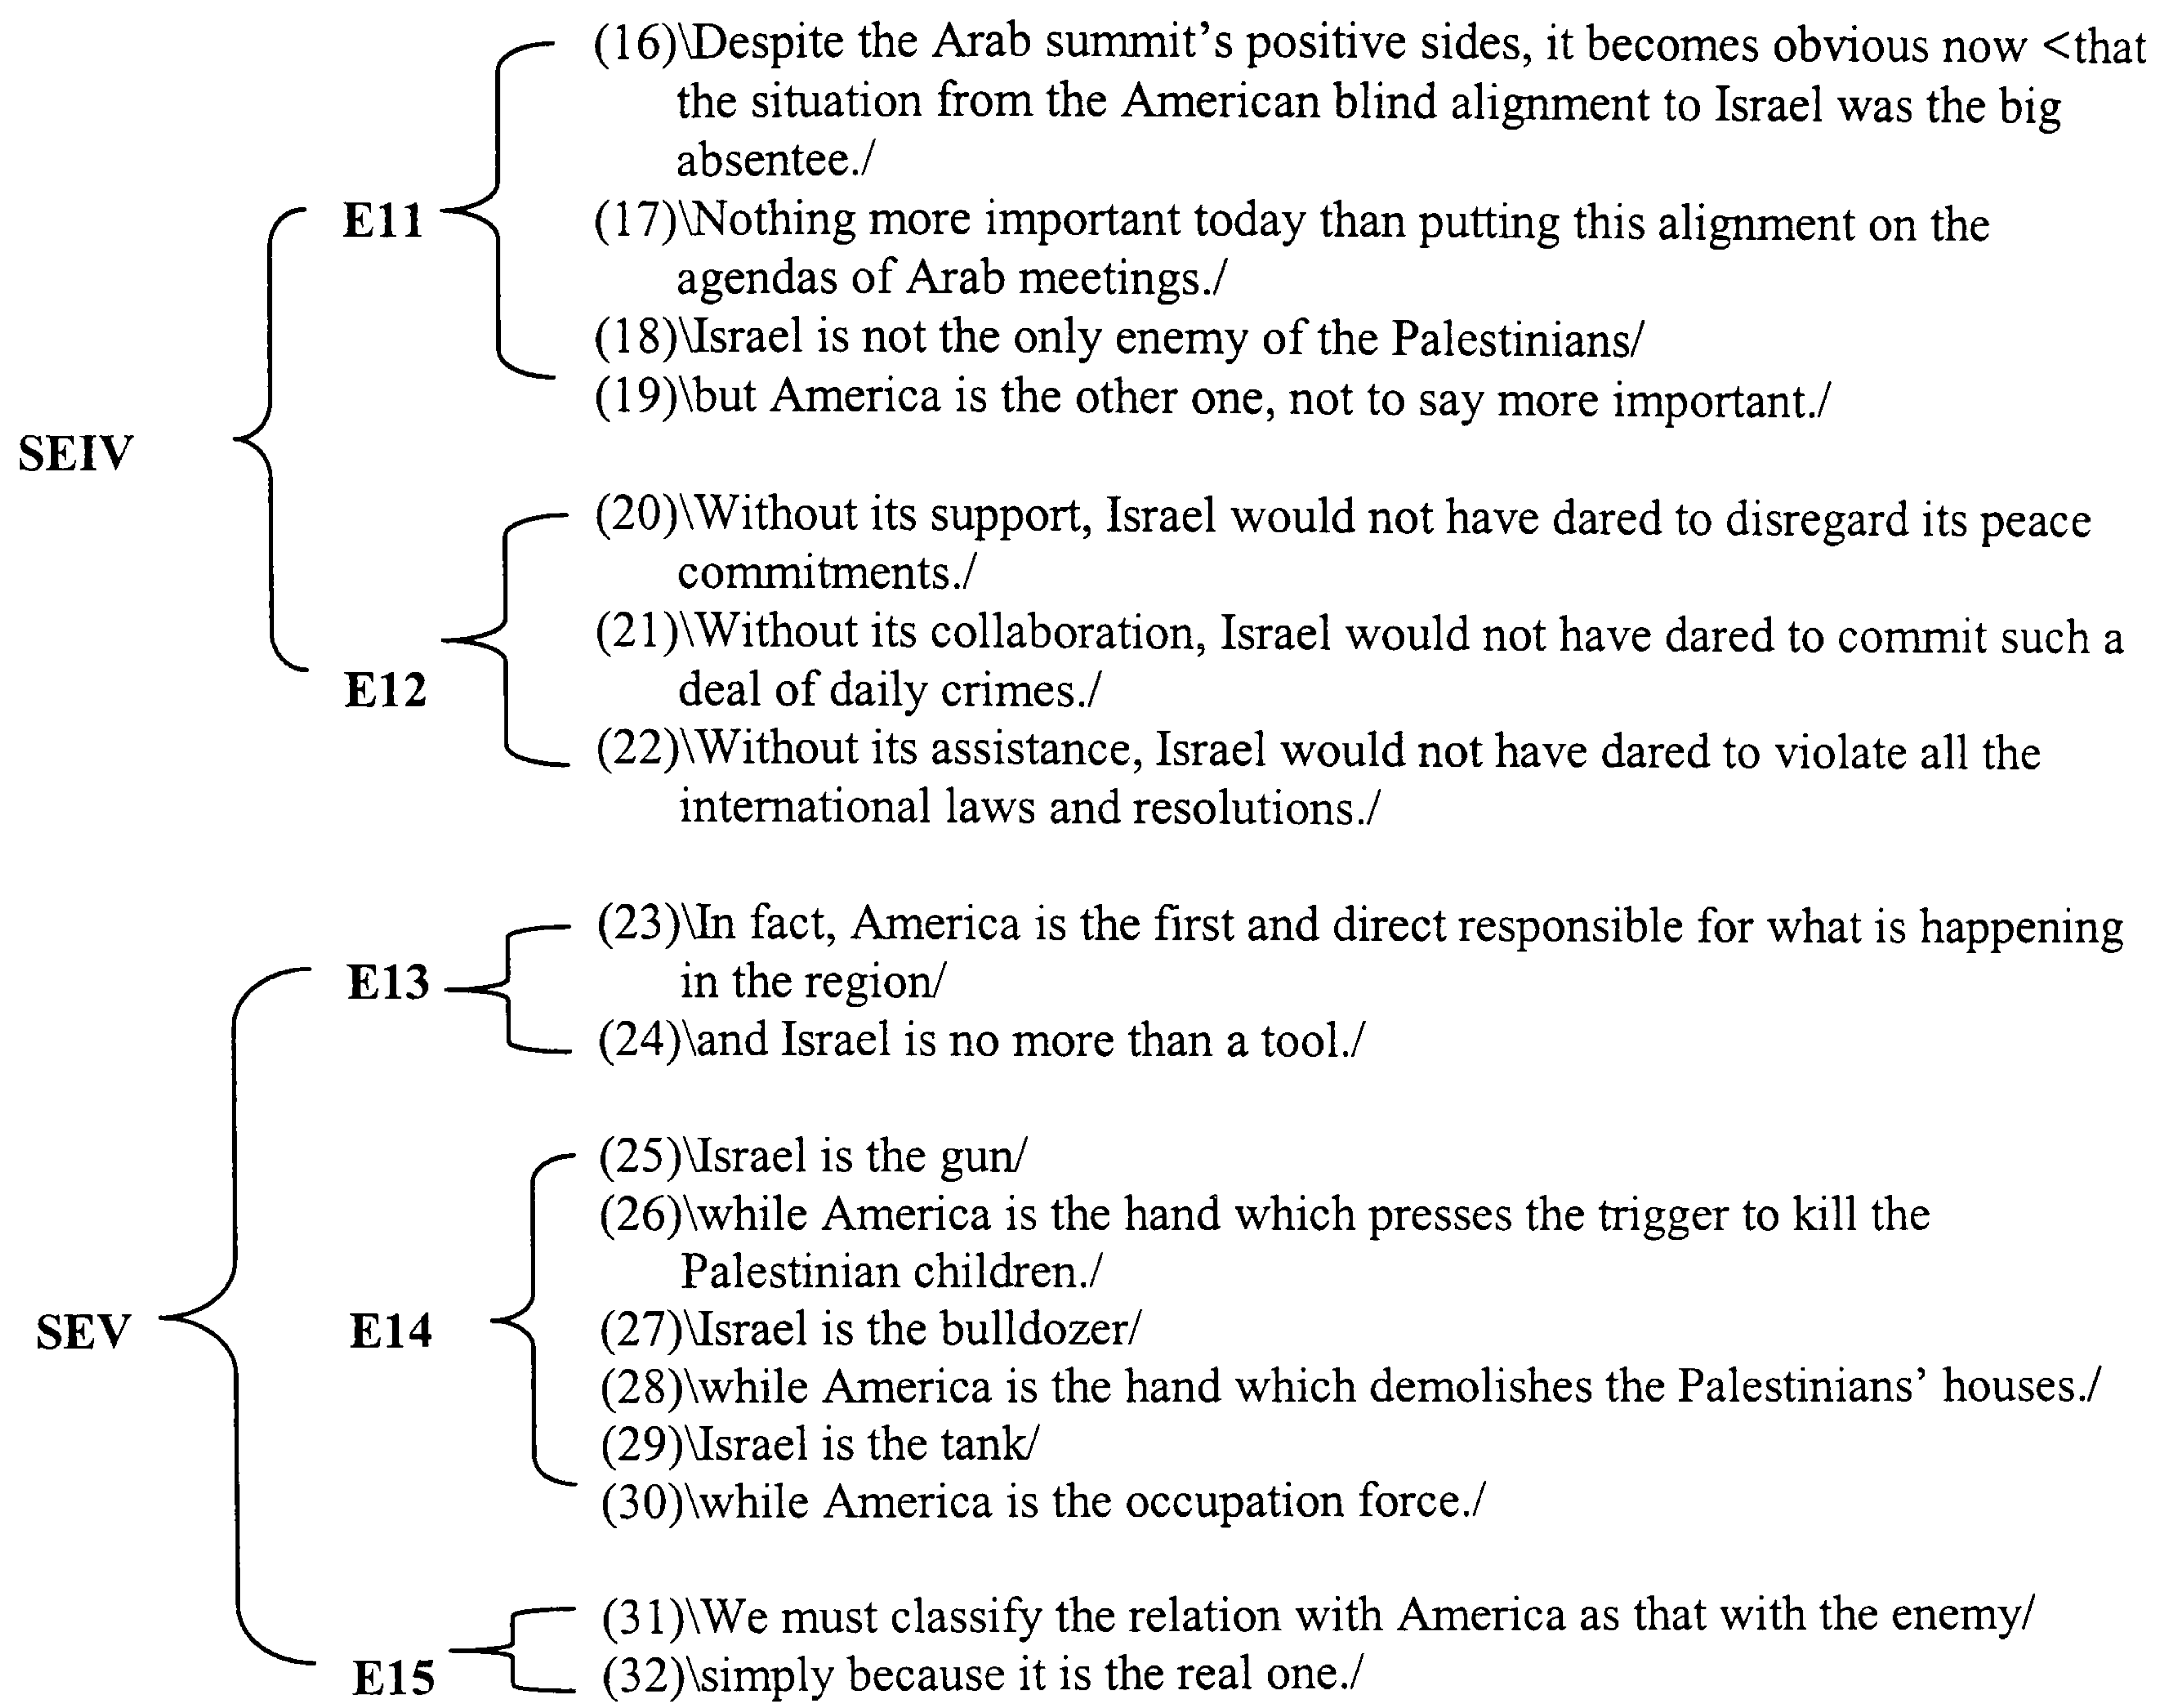 (16)\Despite the Arab summit’s positive sides, it becomes obvious now <that
the situation from the American blind alignment to Israel was the big
absentee./
E11
(17)\Nothing more important today than putting this alignment on the
agendas of Arab meetings./
(18)\Israel is not the only enemy of the Palestinians/
(19)\but America is the other one, not to say more important./
SEIV
(20)\Without its support, Israel would not have dared to disregard its peace
commitments./
(21)\Without its collaboration, Israel would not have dared to commit such a
deal of daily crimes./
E12
(22)\Without its assistance, Israel would not have dared to violate all the
international laws and resolutions./
(23)\In fact, America is the first and direct responsible for what is happening
in the region/
E13
(24)\and Israel is no more than a tool./
(25)\Israel is the gun/
(26)\while America is the hand which presses the trigger to kill the
Palestinian children./
SEV
E14
(27)\Israel is the bulldozer/
(28)\while America is the hand which demolishes the Palestinians’ houses./
(29)\Israel is the tank/
(30)\while America is the occupation force./
(31)\We must classify the relation with America as that with the enemy/
E15
(32)\simply because it is the real one./